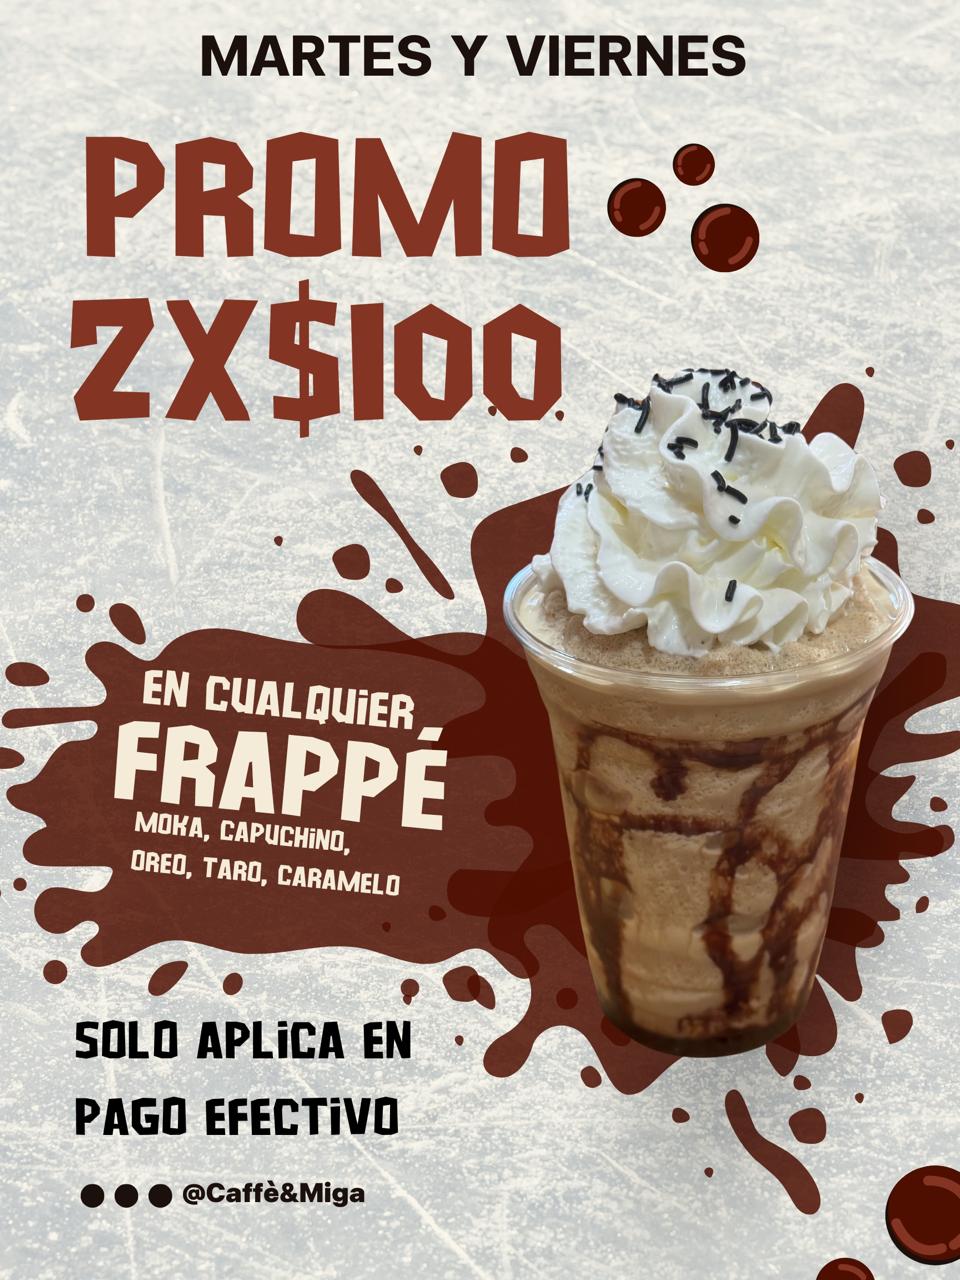 MARTES Y VIERNES
PROMO
2X$100
EN CUALQUIER
FRAPPÉ
MOKA, CAPUCHINO,
OREO, TARO, CARAMELO
SOLO APLICA EN
PAGO EFECTIVO
@Caffè&Miga